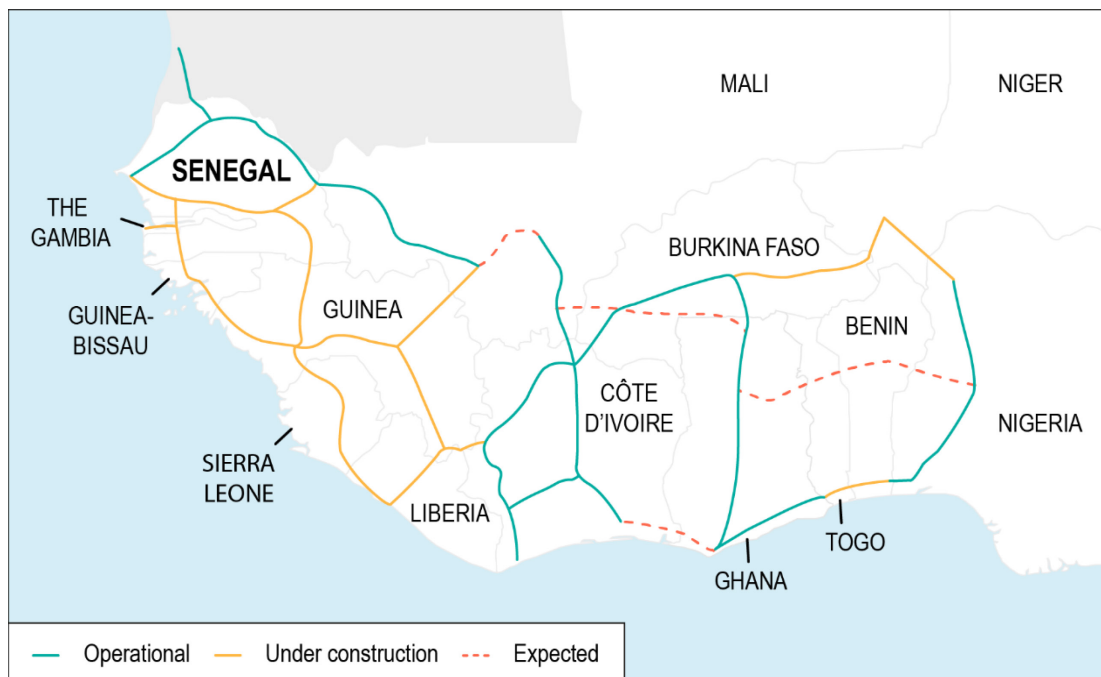 MALI
NIGER
SENEGAL
THE
GAMBIA
BURKINA FASO
GUINEA-
BISSAU
GUINEA
BENIN
CÔTE
D'IVOIRE
NIGERIA
SIERRA
LEONE
LIBERIA
TOGO
GHANA
Operational
Under construction
Expected